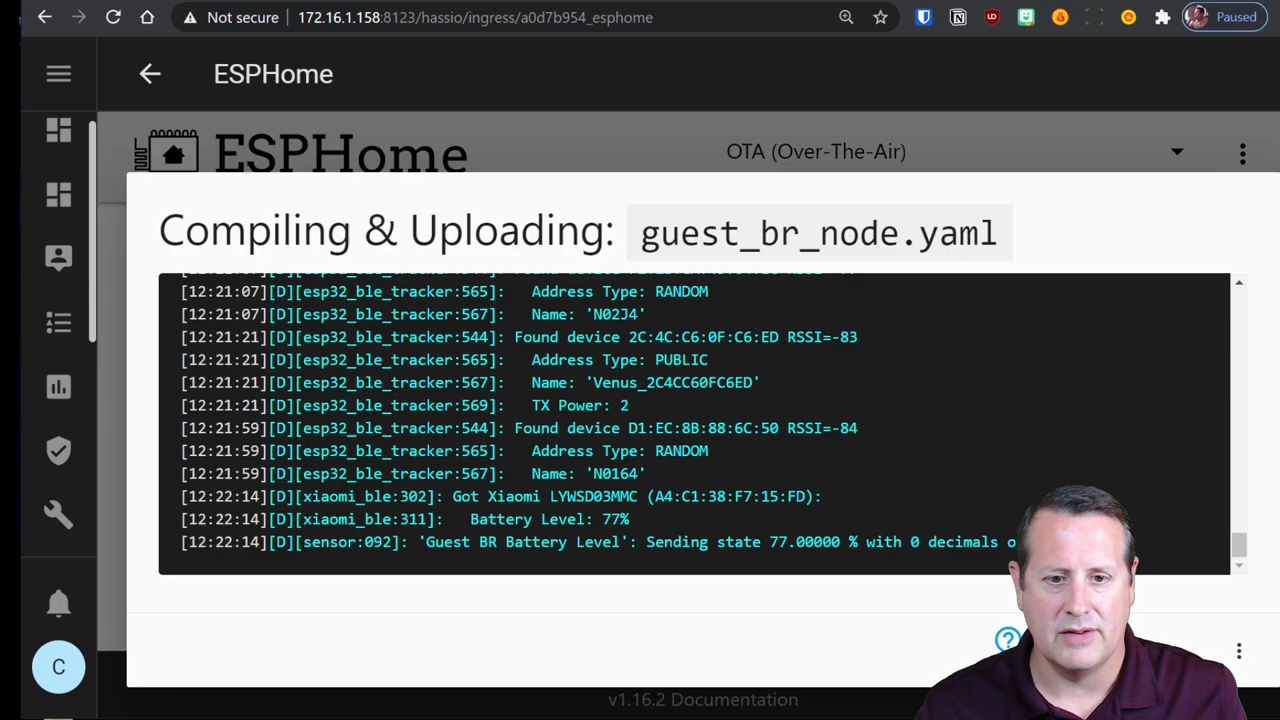 Not secure 172.16.1.158:8123/hassio/ingress/a0d7b954_esphome Paused
ESPHome
ESPHome OTA (Over-The-Air)
Compiling & Uploading: guest_br_node.yaml
[12:21:07][D][esp32_ble_tracker:565]: Address Type: RANDOM
[12:21:07][D][esp32_ble_tracker:567]: Name: 'N02J4'
[12:21:21][D][esp32_ble_tracker:544]: Found device 2C:4C:C6:0F:C6:ED RSSI=-83
[12:21:21][D][esp32_ble_tracker:565]: Address Type: PUBLIC
[12:21:21][D][esp32_ble_tracker:567]: Name: 'Venus_2C4CC60FC6ED'
[12:21:21][D][esp32_ble_tracker:569]: TX Power: 2
[12:21:59][D][esp32_ble_tracker:544]: Found device D1:EC:8B:88:6C:50 RSSI=-84
[12:21:59][D][esp32_ble_tracker:565]: Address Type: RANDOM
[12:21:59][D][esp32_ble_tracker:567]: Name: 'N0164'
[12:22:14][D][xiaomi_ble:302]: Got Xiaomi LYWSD03MMC (A4:C1:38:F7:15:FD):
[12:22:14][D][xiaomi_ble:311]: Battery Level: 77%
[12:22:14][D][sensor:092]: 'Guest BR Battery Level': Sending state 77.00000 % with 0 decimals
C
v1.16.2 Documentation